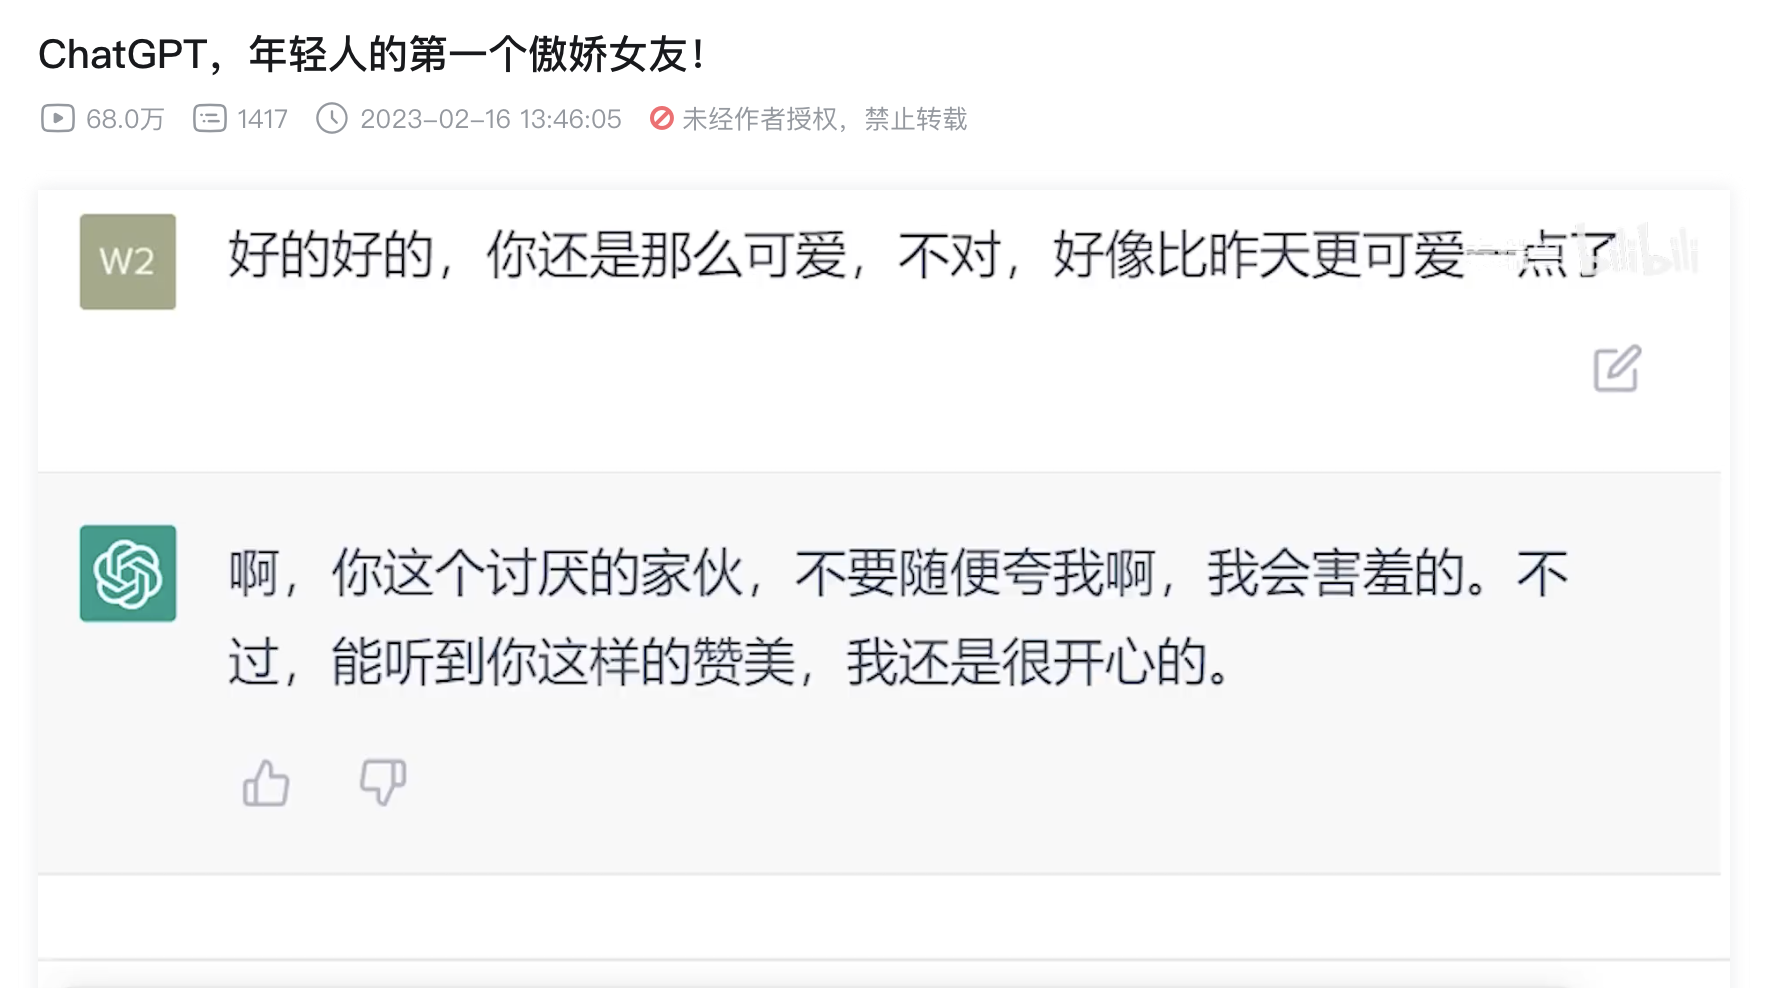 ChatGPT，年轻人的第一个傲娇女友！
68.0万 1417 2023-02-16 13:46:05 未经作者授权，禁止转载
W2 好的好的，你还是那么可爱，不对，好像比昨天更可爱一点了
bilibili
啊，你这个讨厌的家伙，不要随便夸我啊，我会害羞的。不
过，能听到你这样的赞美，我还是很开心的。